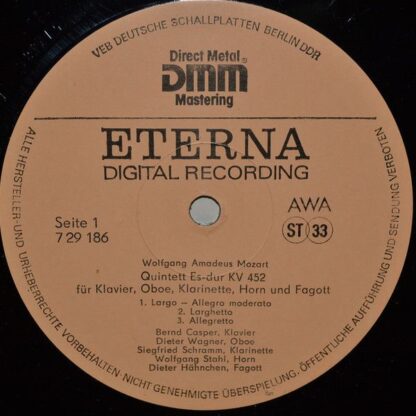 VEB DEUTSCHE SCHALLPLATTEN BERLIN DDR
Direct Metal
DMM®
Mastering
ETERNA
DIGITAL RECORDING
Seite 1
7 29 186
AWA
ST 33
Wolfgang Amadeus Mozart
Quintett Es-dur KV 452
für Klavier, Oboe, Klarinette, Horn und Fagott
1. Largo – Allegro moderato
2. Larghetto
3. Allegretto
Bernd Casper, Klavier
Dieter Wagner, Oboe
Siegfried Schramm, Klarinette
Wolfgang Stahl, Horn
Dieter Hähnchen, Fagott
ALLE HERSTELLER- UND URHEBERRECHTE VORBEHALTEN NICHT GENEHMIGTE ÜBERSPIELUNG, ÖFFENTLICHE AUFFÜHRUNG UND SENDUNG VERBOTEN